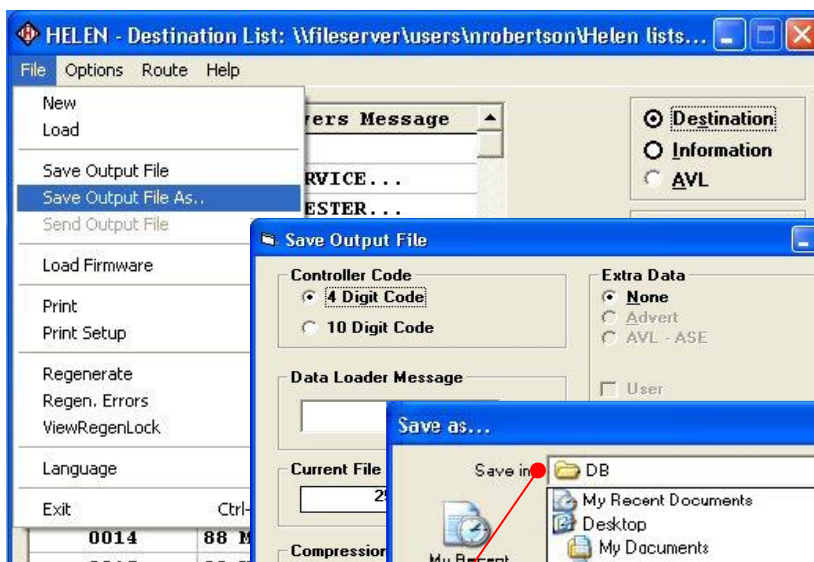 HELEN - Destination List: \\fileserver\users\nrobertson\Helen lists...
File Options Route Help
New
Load
Save Output File
Save Output File As..
Send Output File
Load Firmware
Print
Print Setup
Regenerate
Regen. Errors
ViewRegenLock
Language
Exit Ctrl-
vers Message
RVICE...
ESTER...
0014 88 M
Destination
Information
AVL
Save Output File
Controller Code
4 Digit Code
10 Digit Code
Extra Data
None
Advert
AVL - ASE
User
Data Loader Message
Current File
Compression
Save as...
Save in
DB
My Recent Documents
Desktop
My Documents
My Recent